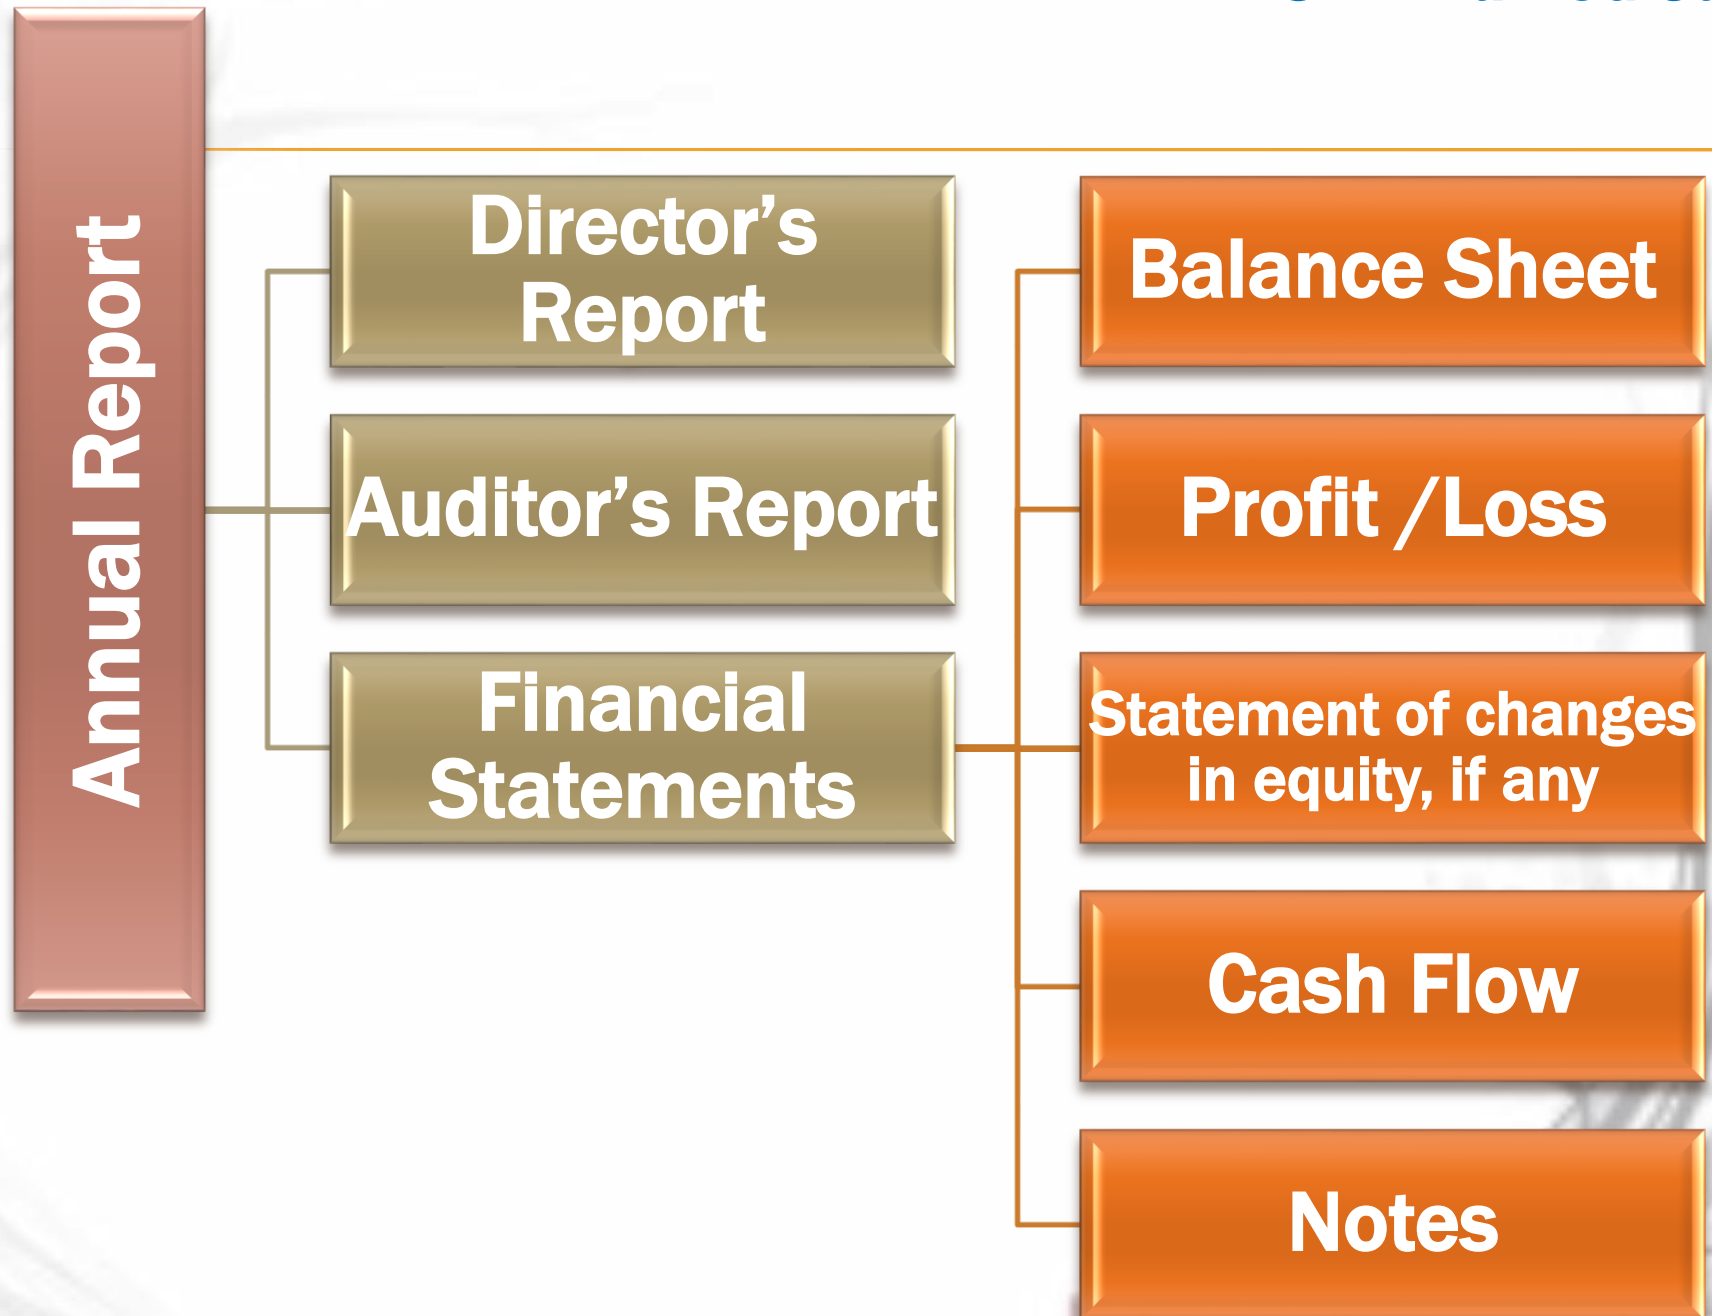 Annual Report
Director’s
Report
Auditor’s Report
Financial
Statements
Balance Sheet
Profit /Loss
Statement of changes
in equity, if any
Cash Flow
Notes